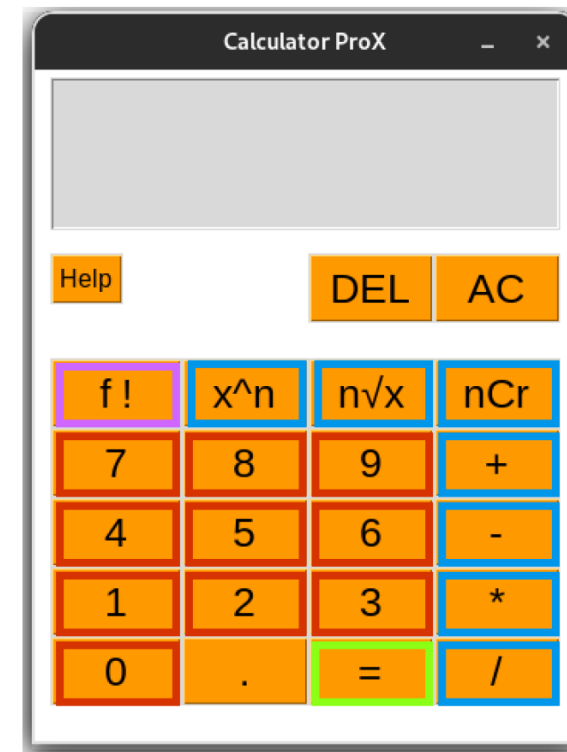 Calculator ProX
Help DEL AC
f ! x^n n√x nCr
7 8 9 +
4 5 6 -
1 2 3 *
0 . = /